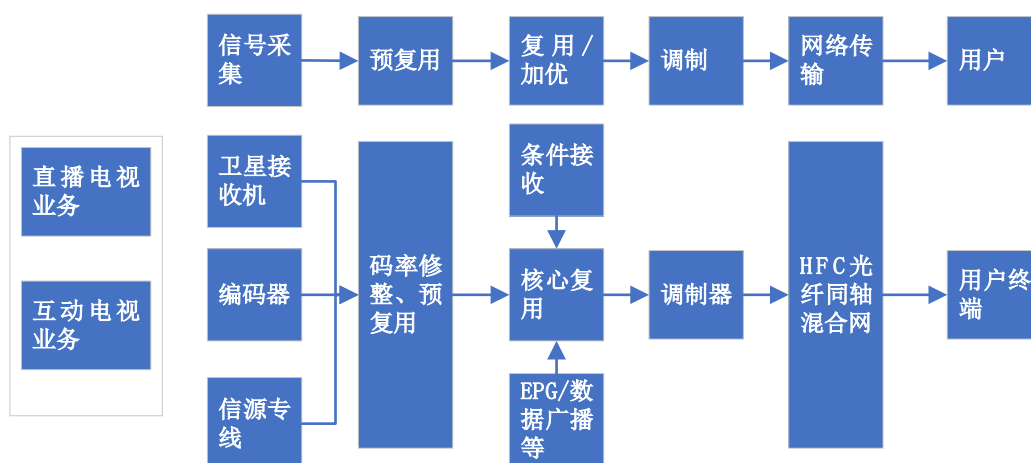 信号采
集
预复用
复用/
加优
调制
网络传
输
用户
直播电视
业务
互动电视
业务
卫星接
收机
编码器
信源专
线
码率修
整、预
复用
条件接
收
核心复
用
EPG/数
据广播
等
调制器
HFC光
纤同轴
混合网
用户终
端